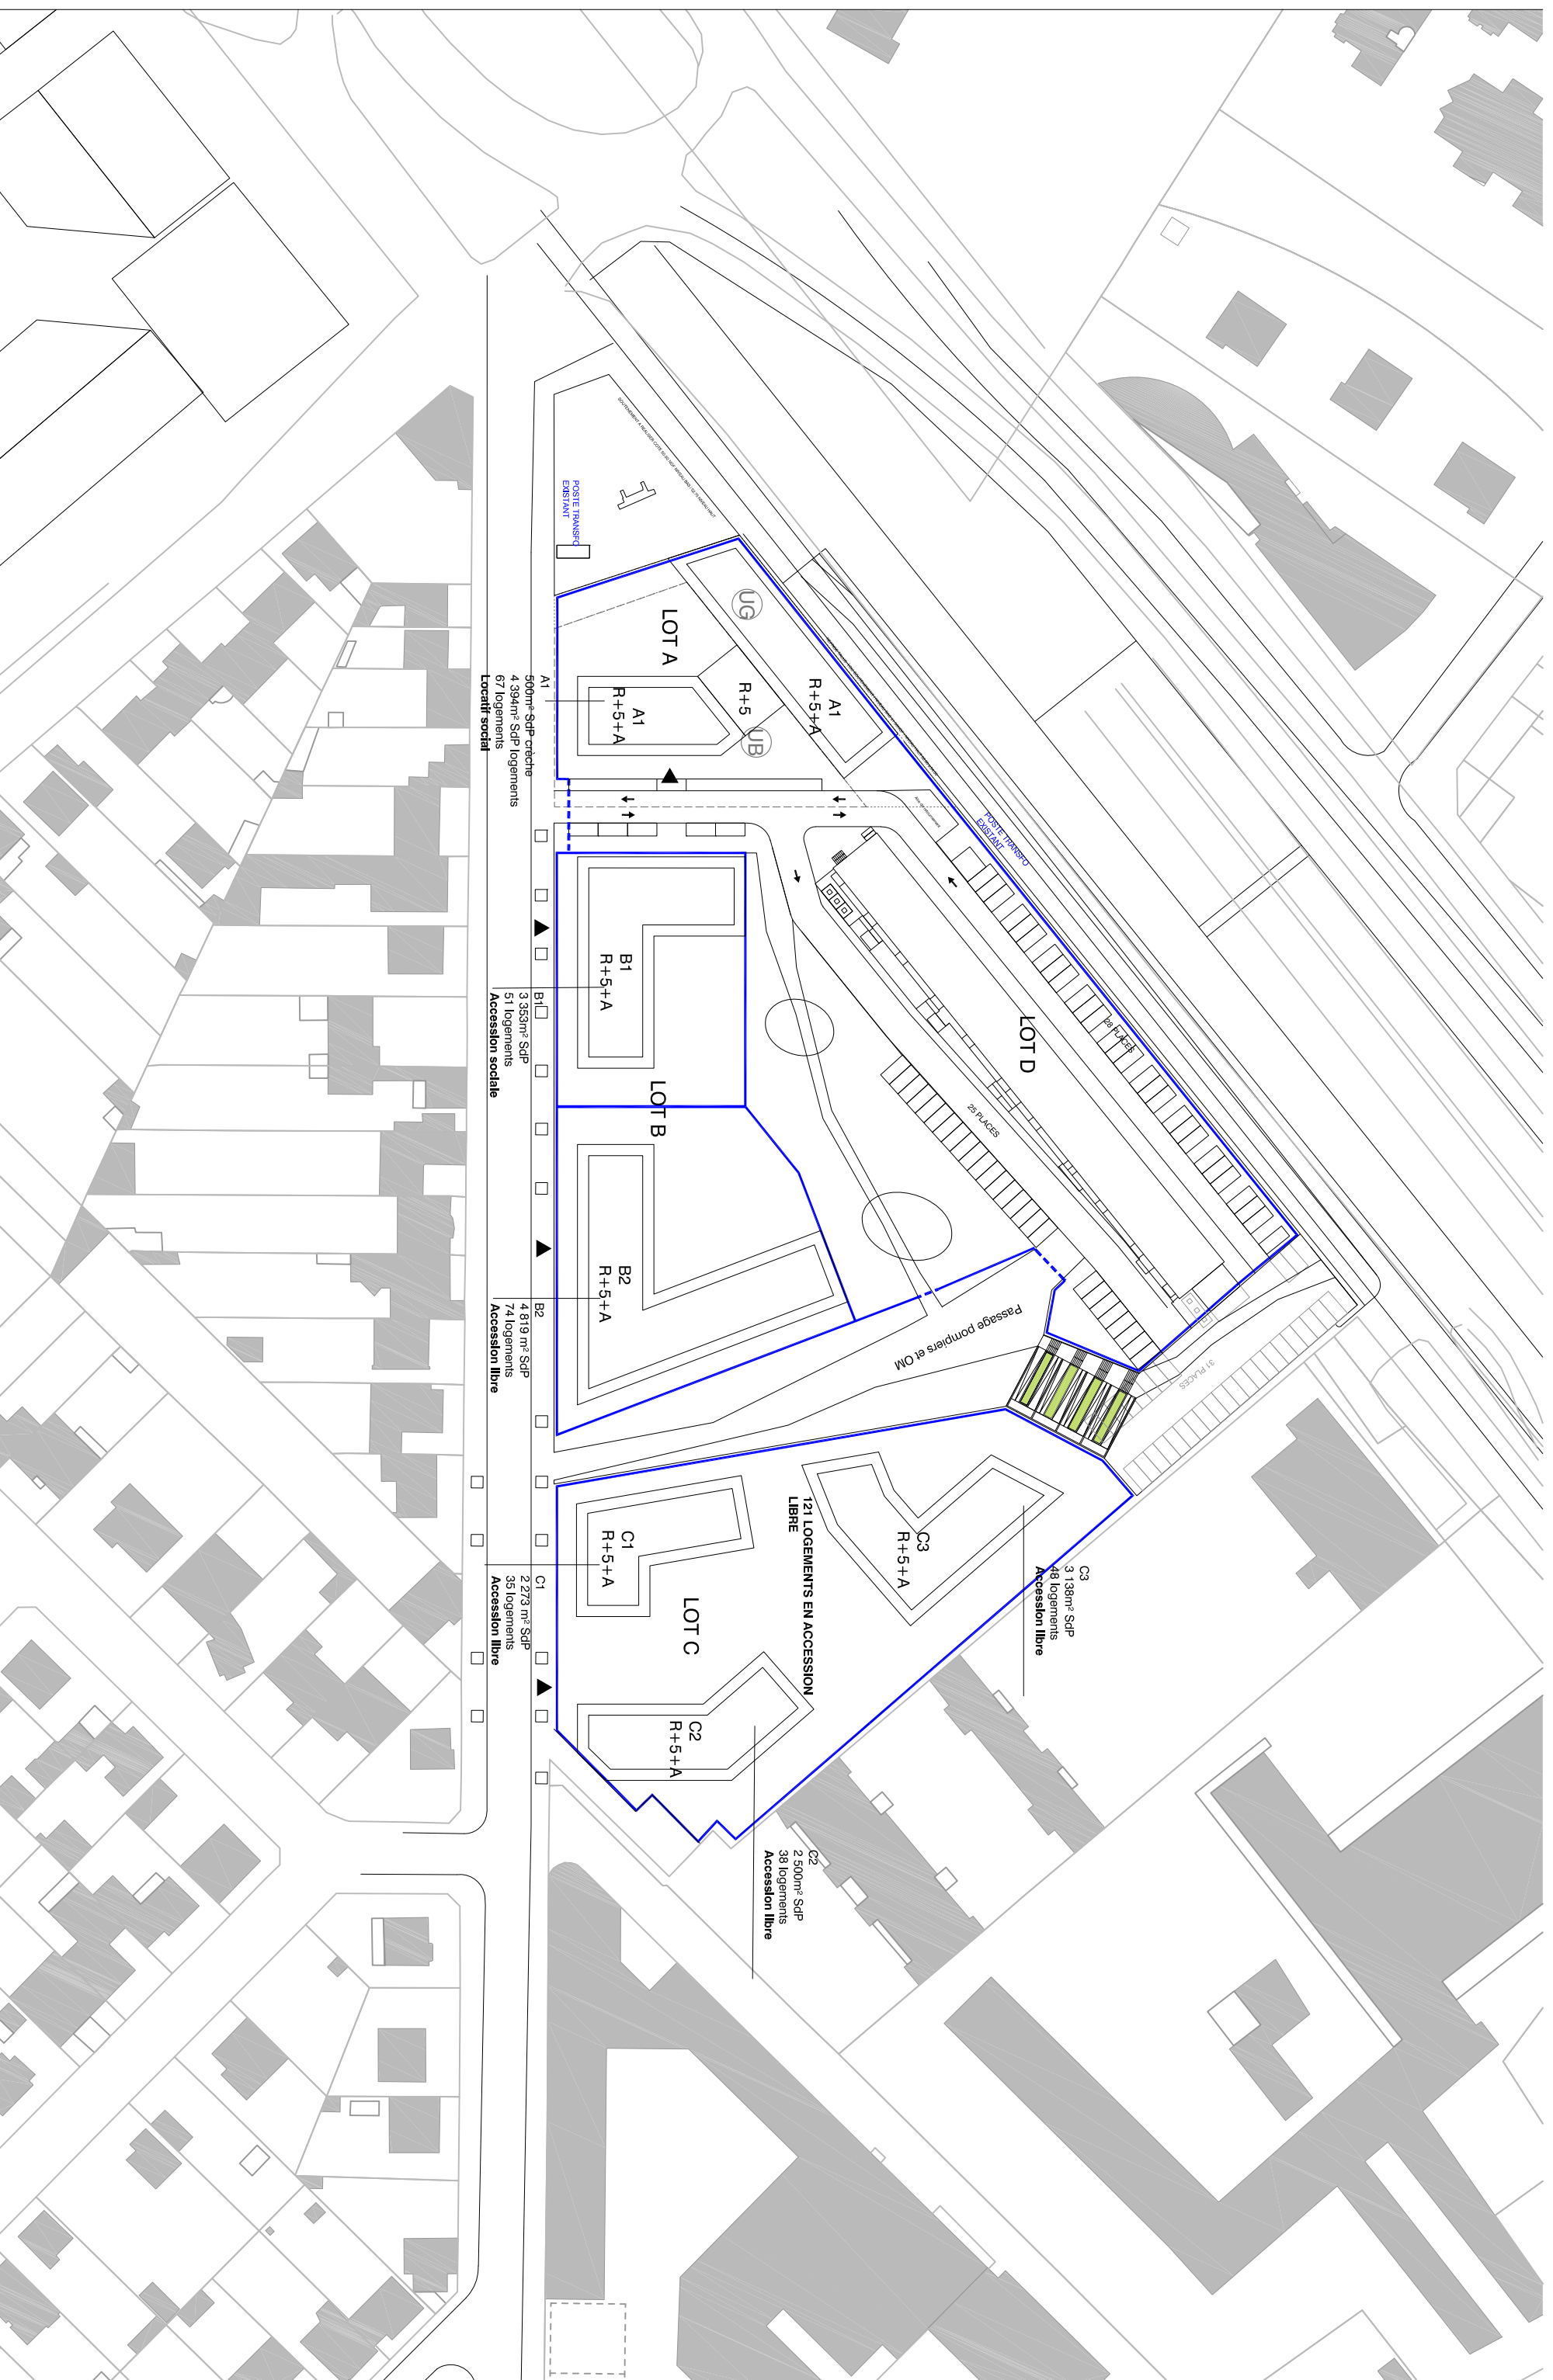 POSTE TRANSFO
EXISTANT
LOT A
UG
A1
R+5+A
R+5
UB
A1
R+5+A
A1
500m² SdP crèche
4 394m² SdP logements
67 logements
Locatif social
POSTE TRANSFO
EXISTANT
LOT D
28 PLACES
25 PLACES
B1
R+5+A
B1
3 353m² SdP
51 logements
Accession sociale
LOT B
B2
R+5+A
B2
4 819 m² SdP
74 logements
Accession libre
Passage pompiers et OM
31 PLACES
C1
R+5+A
C1
2 273 m² SdP
35 logements
Accession libre
121 LOGEMENTS EN ACCESSION
LIBRE
C3
R+5+A
C3
3 138m² SdP
48 logements
Accession libre
LOT C
C2
R+5+A
C2
2 500m² SdP
38 logements
Accession libre